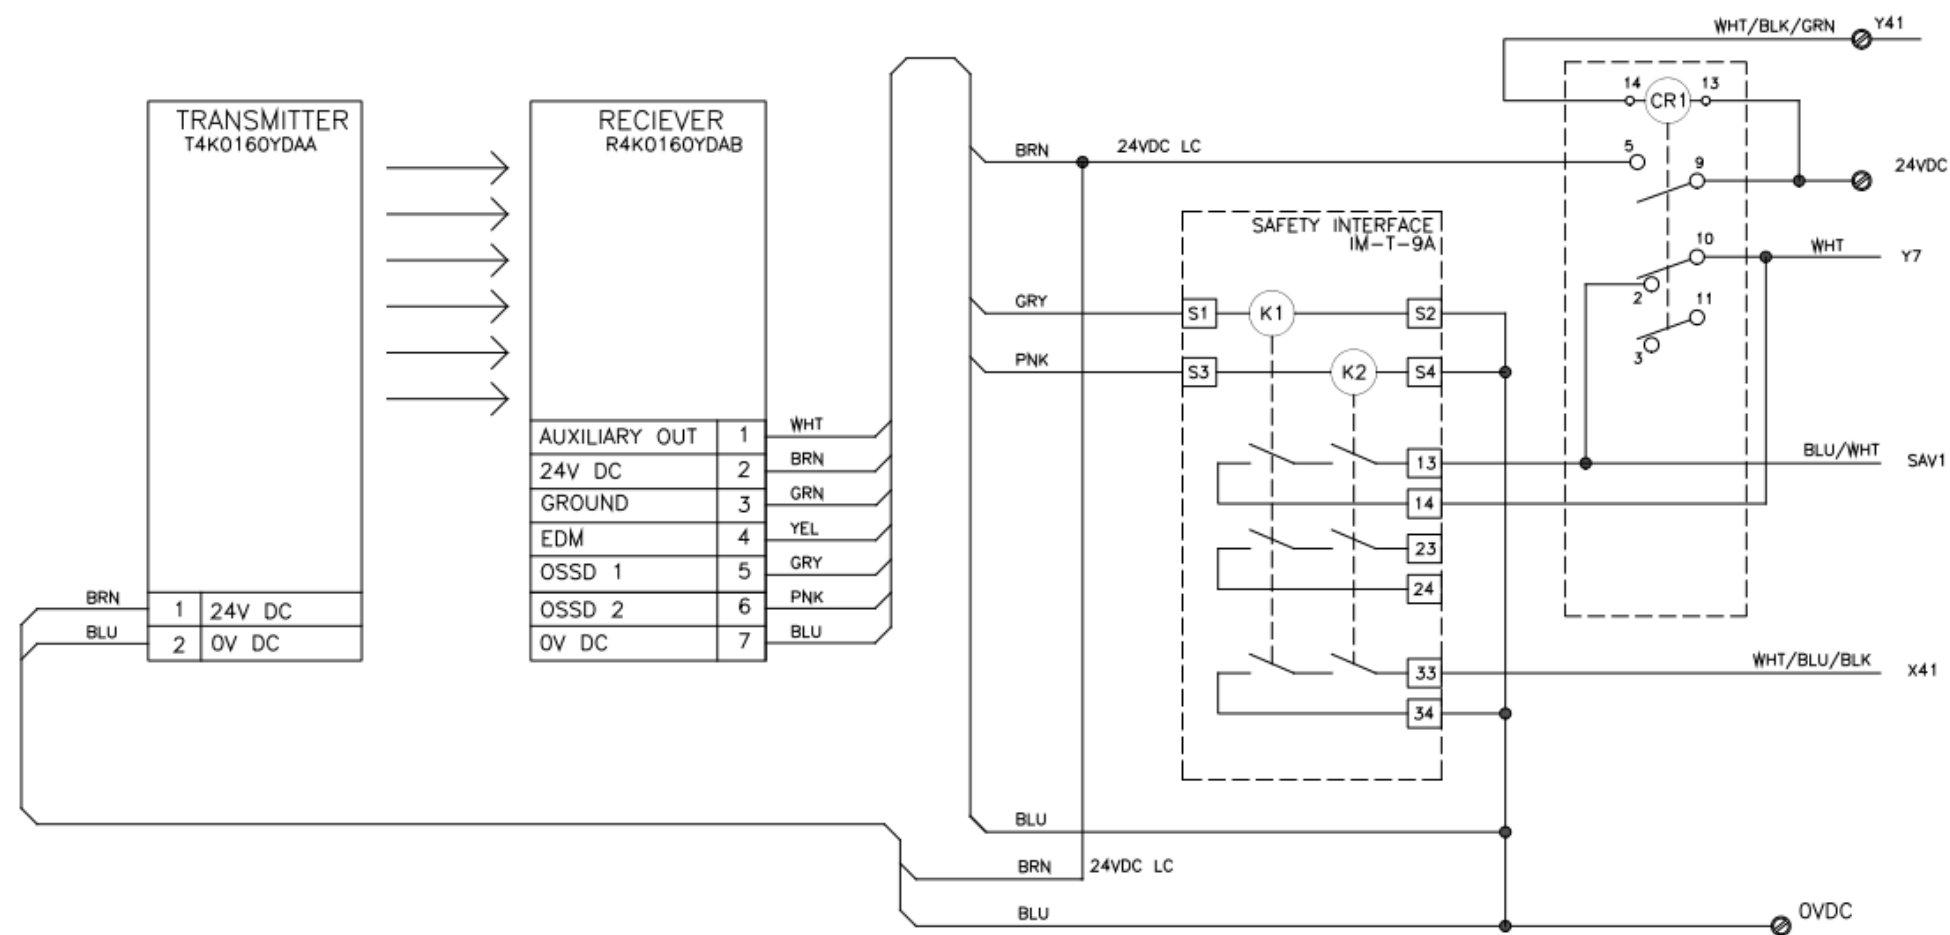 WHT/BLK/GRN
Y41
TRANSMITTER
T4K0160YDAA
RECIEVER
R4K0160YDAB
14
CR1
13
BRN
24VDC LC
5
9
24VDC
SAFETY INTERFACE
IM-T-9A
10
WHT
Y7
2
11
3
GRY
S1
K1
S2
PNK
S3
K2
S4
AUXILIARY OUT 1 WHT
24V DC 2 BRN
GROUND 3 GRN
EDM 4 YEL
OSSD 1 5 GRY
OSSD 2 6 PNK
0V DC 7 BLU
13
BLU/WHT
SAV1
14
23
24
BRN 1 24V DC
BLU 2 0V DC
33
WHT/BLU/BLK
X41
34
BLU
BRN
24VDC LC
BLU
0VDC